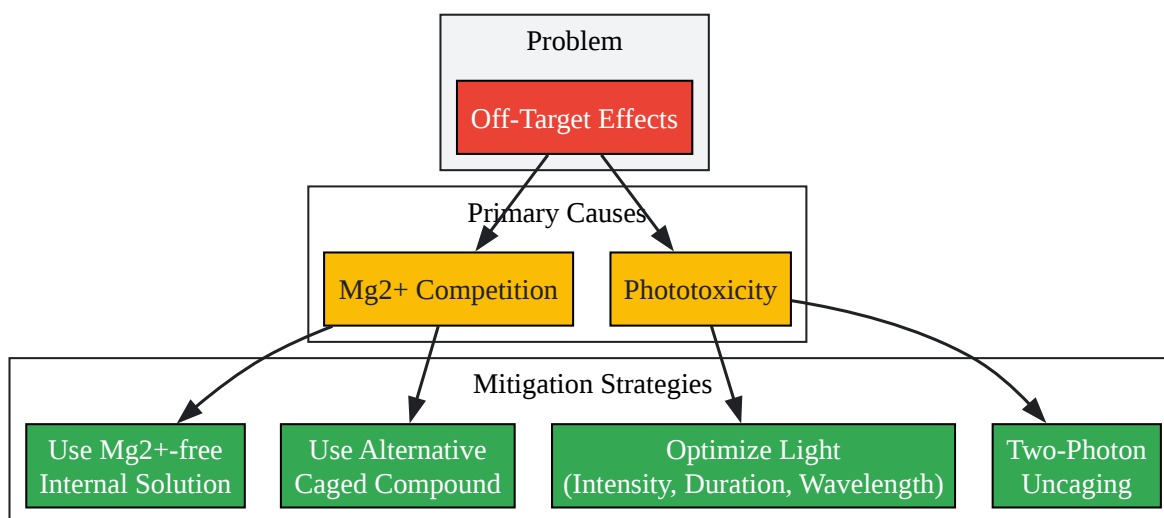 Problem
Off-Target Effects
Primary Causes
Mg2+ Competition
Phototoxicity
Mitigation Strategies
Use Mg2+-free
Internal Solution
Use Alternative
Caged Compound
Optimize Light
(Intensity, Duration, Wavelength)
Two-Photon
Uncaging